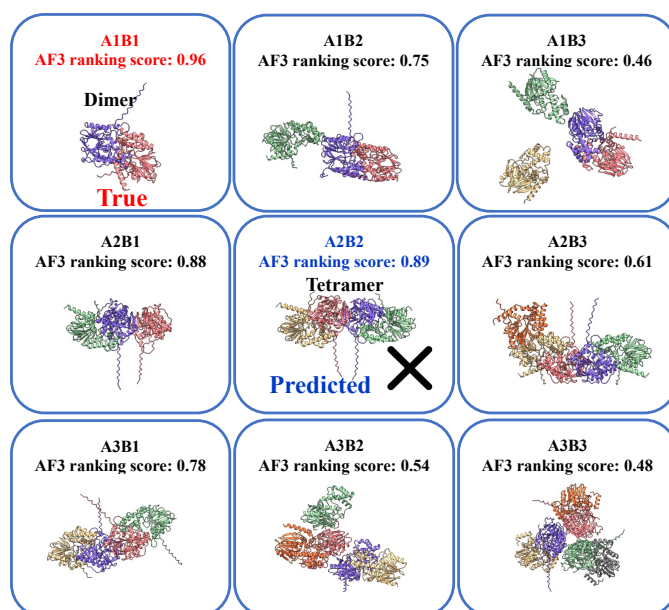 A1B1
AF3 ranking score: 0.96
Dimer
True
A1B2
AF3 ranking score: 0.75
A1B3
AF3 ranking score: 0.46
A2B1
AF3 ranking score: 0.88
A2B2
AF3 ranking score: 0.89
Tetramer
Predicted
A2B3
AF3 ranking score: 0.61
A3B1
AF3 ranking score: 0.78
A3B2
AF3 ranking score: 0.54
A3B3
AF3 ranking score: 0.48